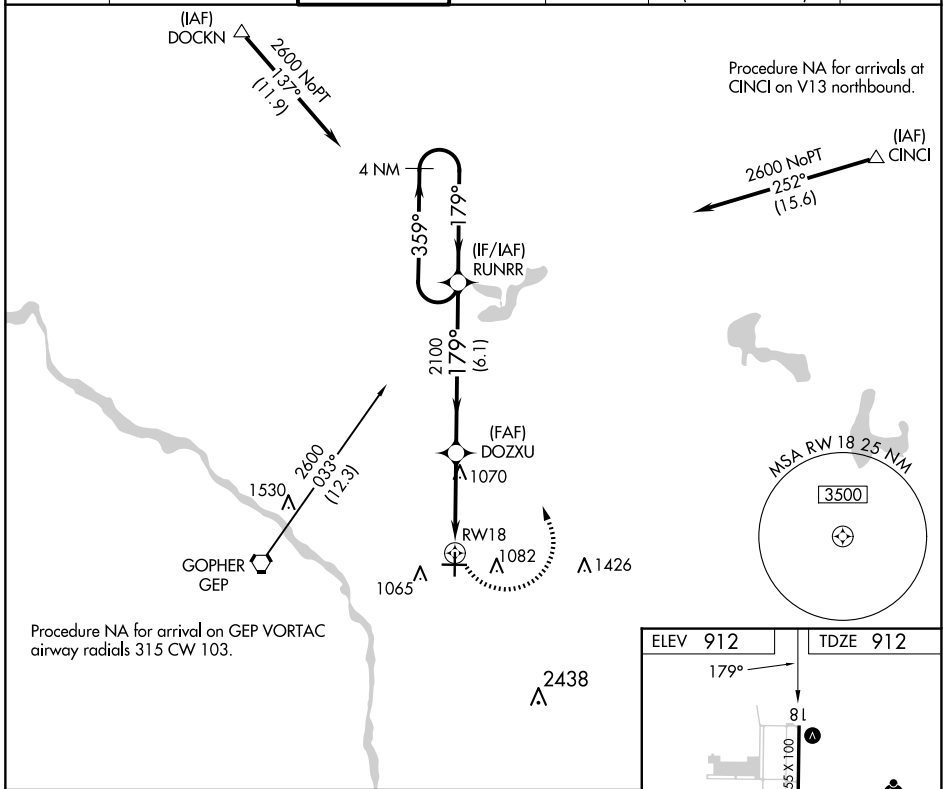 (IAF)
DOCKN
2600 NoPT
137°
(11.9)
Procedure NA for arrivals at
CINCI on V13 northbound.
(IAF)
CINCI
2600 NoPT
252°
(15.6)
4 NM
359°
179°
(IF/IAF)
RUNRR
2100
179°
(6.1)
(FAF)
DOZXU
1070
2600
033°
(12.3)
1530
GOPHER
GEP
RW18
1082
1065
1426
MSA RW 18 25 NM
3500
Procedure NA for arrival on GEP VORTAC
airway radials 315 CW 103.
2438
ELEV 912
TDZE 912
179°
18
V
55 X 100